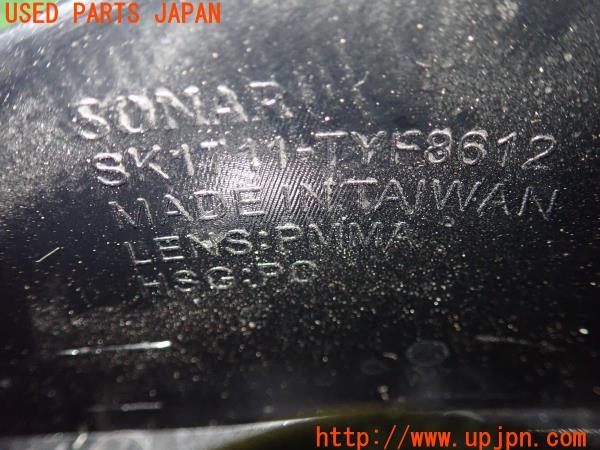 USED PARTS JAPAN
SONAR
SK1711-TYF8612
MADE IN TAIWAN
LENS:PMMA
HSG:PC
http://www.upjpn.com